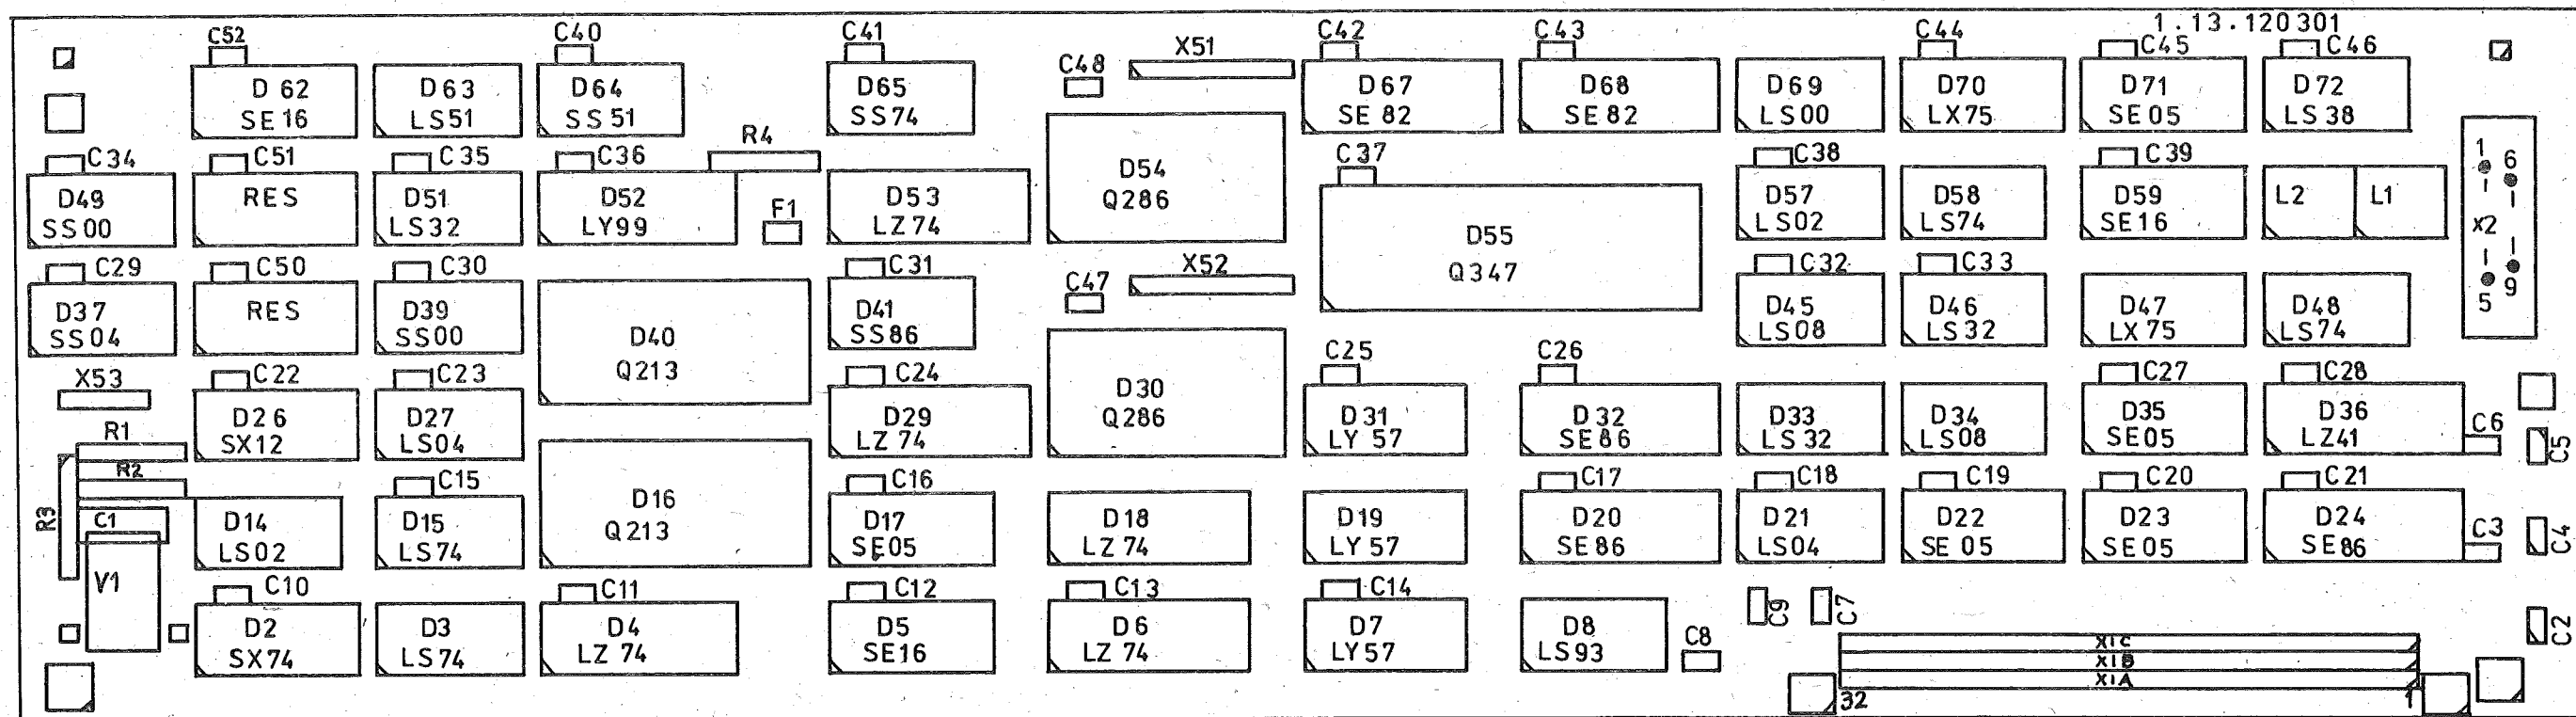 1.13.120301
C52 C40 C41 C42 C43 C44 C45 C46
X51
C48
D 62 D63 D64 D65 D67 D68 D69 D70 D71 D72
SE16 LS51 SS51 SS74 SE 82 SE 82 LS00 LX75 SE05 LS38
R4
C34 C51 C35 C36 C37 C38 C39
D54
Q286
D49 RES D51 D52 F1 D53 D57 D58 D59 L2 L1
SS00 LS32 LY99 LZ74 LS02 LS74 SE16
1 6
X2
5 9
D55
Q347
C29 C50 C30 C31 C47 X52 C32 C33
D37 RES D39 D40 D41 D45 D46 D47 D48
SS04 SS00 Q213 SS86 LS08 LS32 LX75 LS74
X53 C22 C23 C24 C25 C26 C27 C28
D26 D27 D29 D30 D31 D32 D33 D34 D35 D36
SX12 LS04 LZ 74 Q286 LY 57 SE86 LS32 LS08 SE05 LZ41
C6 C5
R1
R2
R3
C1
C15 C16 C17 C18 C19 C20 C21
D14 D15 D16 D17 D18 D19 D20 D21 D22 D23 D24
LS02 LS74 Q213 SE05 LZ 74 LY 57 SE86 LS04 SE 05 SE05 SE86
C3 C4
V1
C10 C11 C12 C13 C14 C9 C7 C2
D2 D3 D4 D5 D6 D7 D8
SX74 LS74 LZ 74 SE16 LZ 74 LY57 LS93
C8
X1C
X1B
X1A
32 1